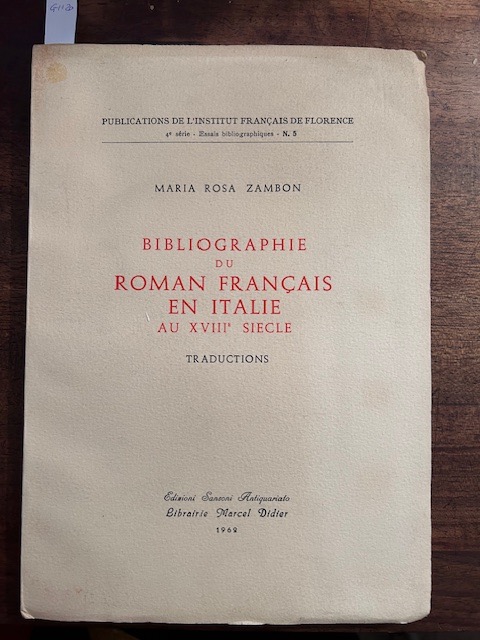 PUBLICATIONS DE L'INSTITUT FRANÇAIS DE FLORENCE
4e série - Essais bibliographiques - N. 5
MARIA ROSA ZAMBON
BIBLIOGRAPHIE
DU
ROMAN FRANÇAIS
EN ITALIE
AU XVIIIe SIECLE
TRADUCTIONS
Edizioni Sansoni Antiquariato
Librairie Marcel Didier
1962